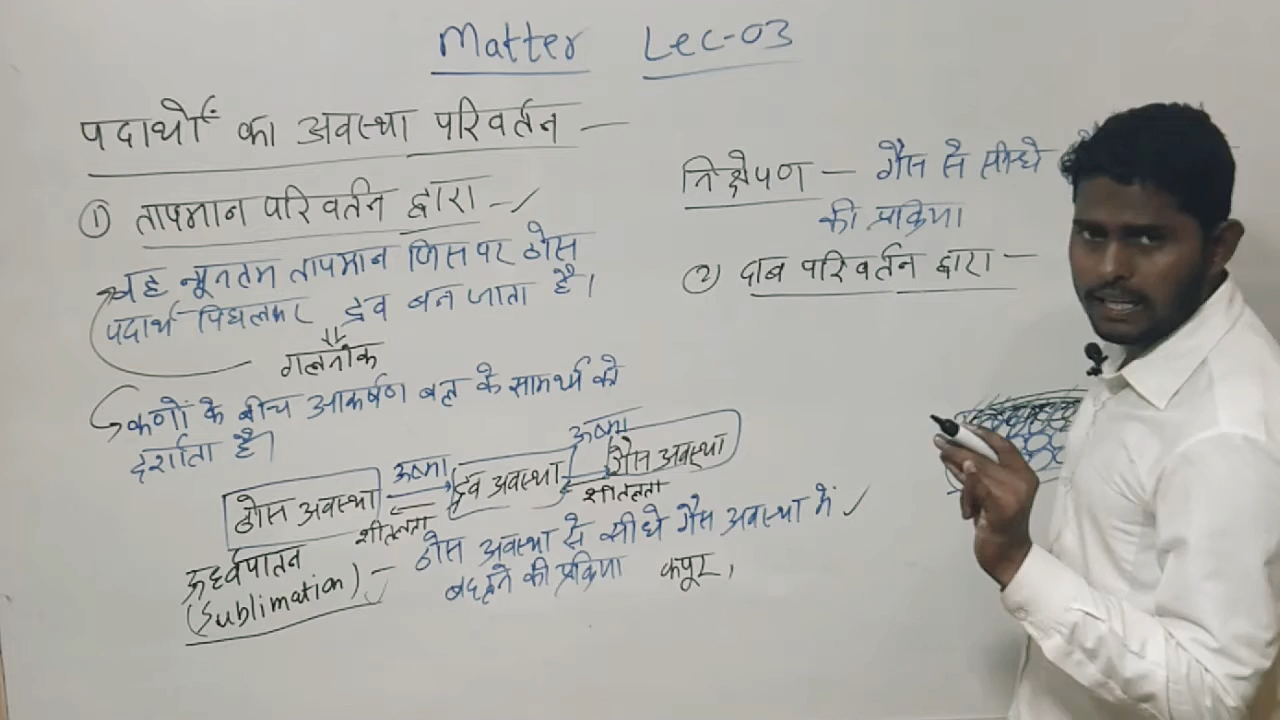 Matter Lec-03
पदार्थों का अवस्था परिवर्तन —
① तापमान परिवर्तन द्वारा -
वह न्यूनतम तापमान जिस पर ठोस
पदार्थ पिघलकर द्रव बन जाता है।
गलनांक
कणों के बीच आकर्षण बल के सामर्थ्य को
दर्शाता है।
ठोस अवस्था ऊष्मा शीतलता द्रव अवस्था ऊष्मा शीतलता गैस अवस्था
ऊर्ध्वपातन (Sublimation) - ठोस अवस्था से सीधे गैस अवस्था में
बदलने की प्रक्रिया कपूर,
निक्षेपण — गैस से सीधे
की प्रक्रिया
② दाब परिवर्तन द्वारा —